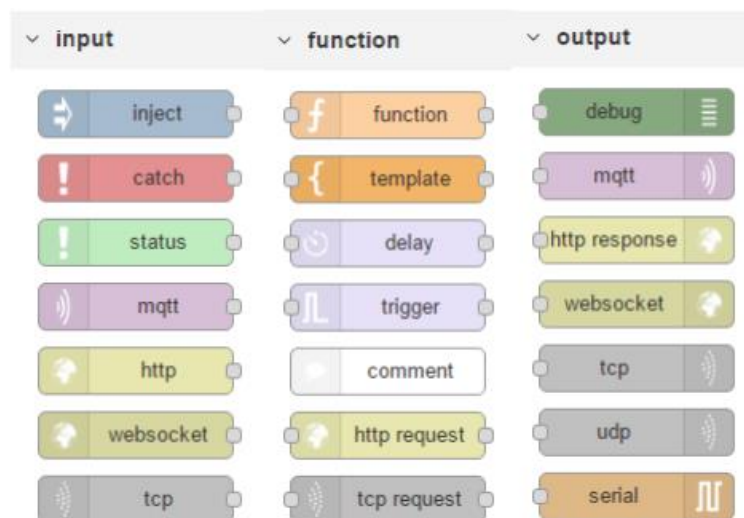 input
inject
catch
status
mqtt
http
websocket
tcp
function
function
template
delay
trigger
comment
http request
tcp request
output
debug
mqtt
http response
websocket
tcp
udp
serial